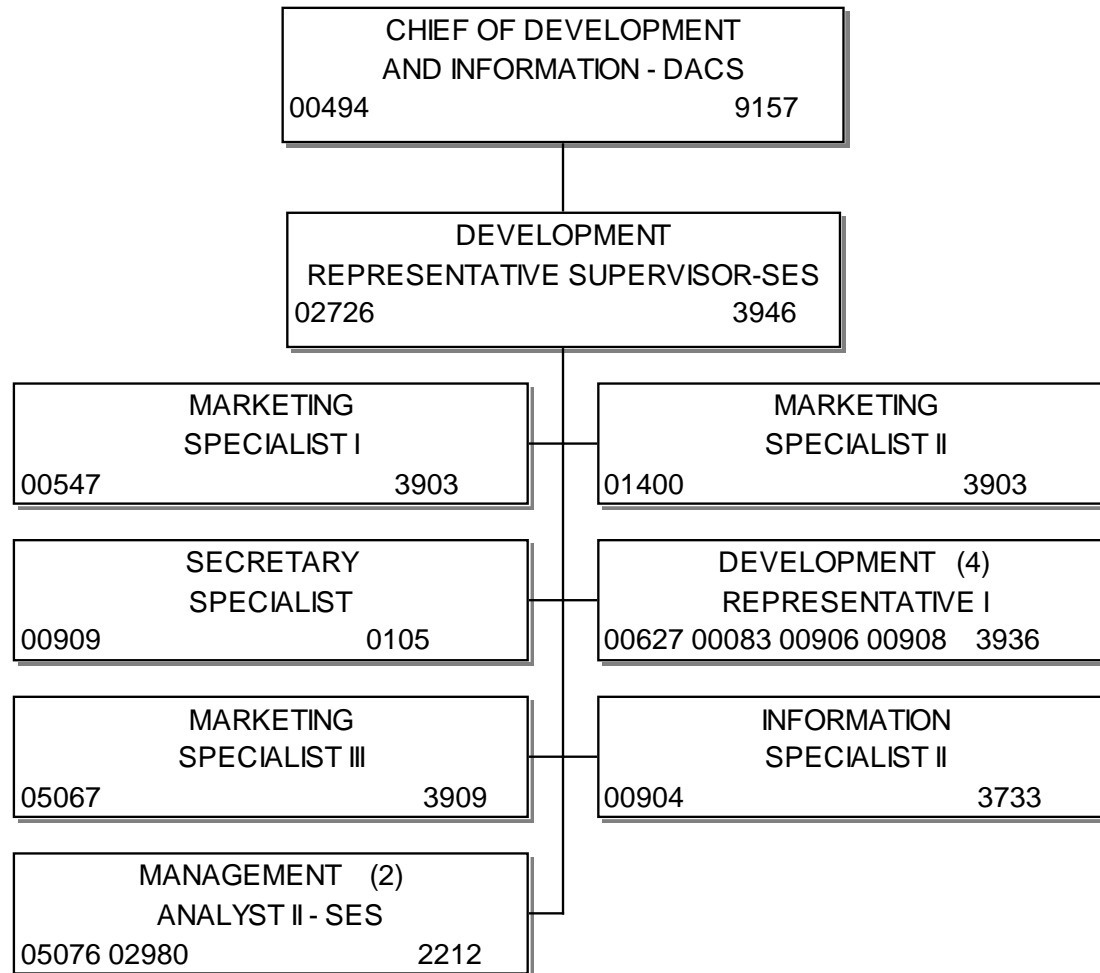 CHIEF OF DEVELOPMENT
AND INFORMATION - DACS
00494 9157
DEVELOPMENT
REPRESENTATIVE SUPERVISOR-SES
02726 3946
MARKETING
SPECIALIST I
00547 3903
MARKETING
SPECIALIST II
01400 3903
SECRETARY
SPECIALIST
00909 0105
DEVELOPMENT (4)
REPRESENTATIVE I
00627 00083 00906 00908 3936
MARKETING
SPECIALIST III
05067 3909
INFORMATION
SPECIALIST II
00904 3733
MANAGEMENT (2)
ANALYST II - SES
05076 02980 2212